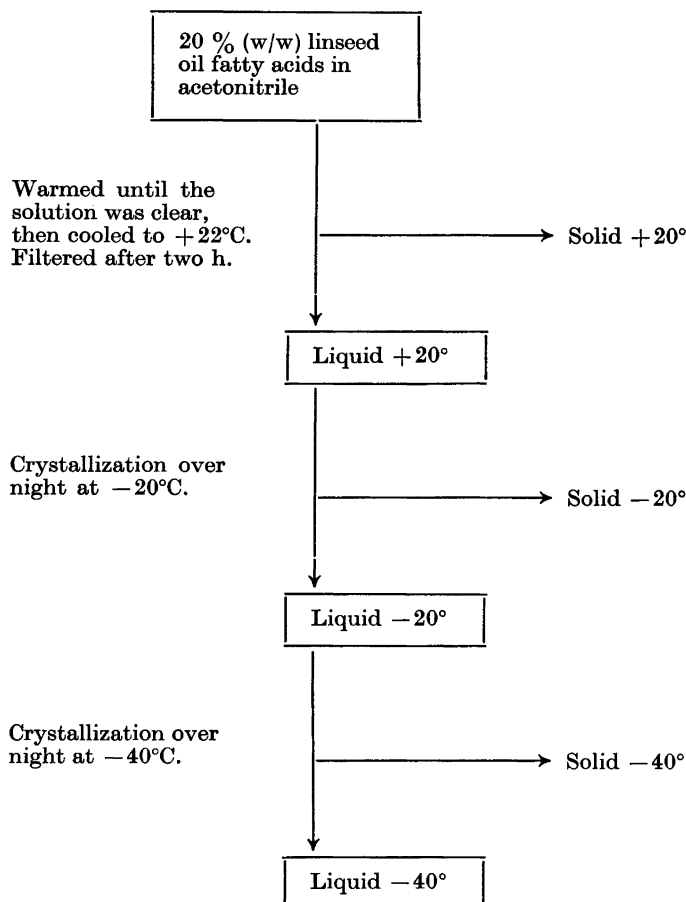 20 % (w/w) linseed
oil fatty acids in
acetonitrile
Warmed until the
solution was clear,
then cooled to +22°C.
Filtered after two h.
Solid +20°
Liquid +20°
Crystallization over
night at −20°C.
Solid −20°
Liquid −20°
Crystallization over
night at −40°C.
Solid −40°
Liquid −40°